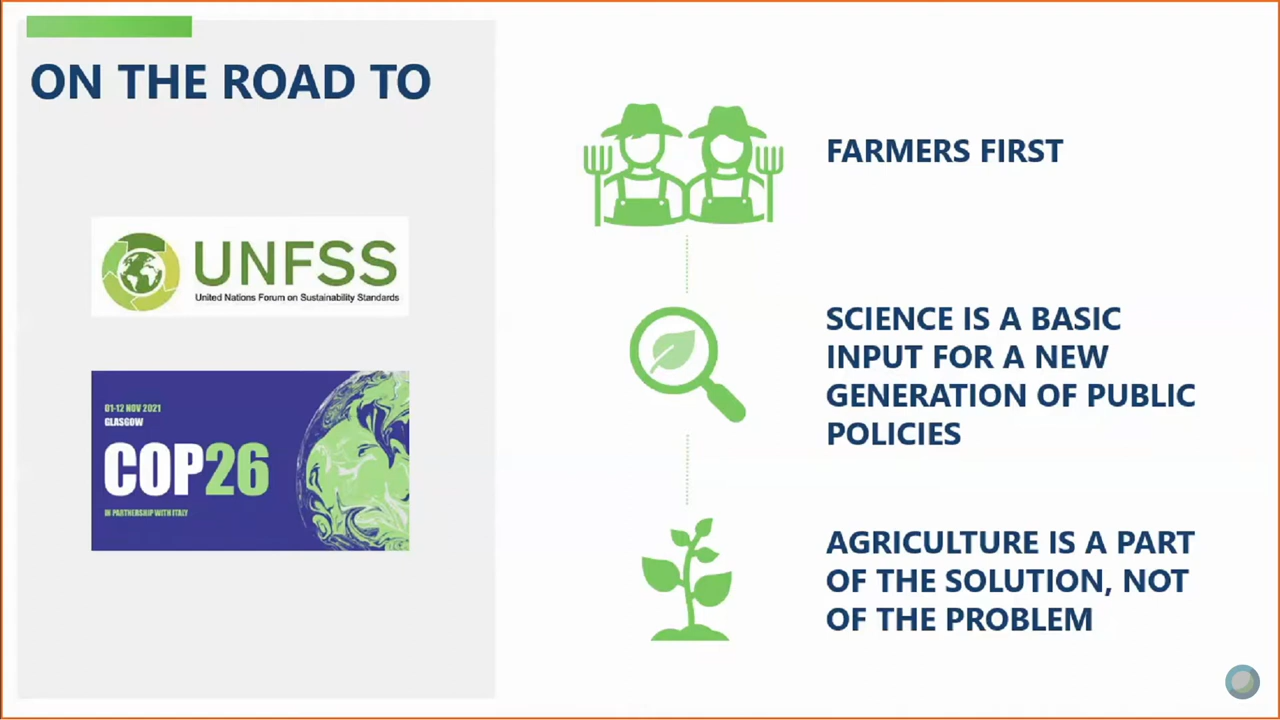 ON THE ROAD TO
UNFSS
United Nations Forum on Sustainability Standards
01-12 NOV 2021
GLASGOW
COP26
IN PARTNERSHIP WITH ITALY
FARMERS FIRST
SCIENCE IS A BASIC
INPUT FOR A NEW
GENERATION OF PUBLIC
POLICIES
AGRICULTURE IS A PART
OF THE SOLUTION, NOT
OF THE PROBLEM